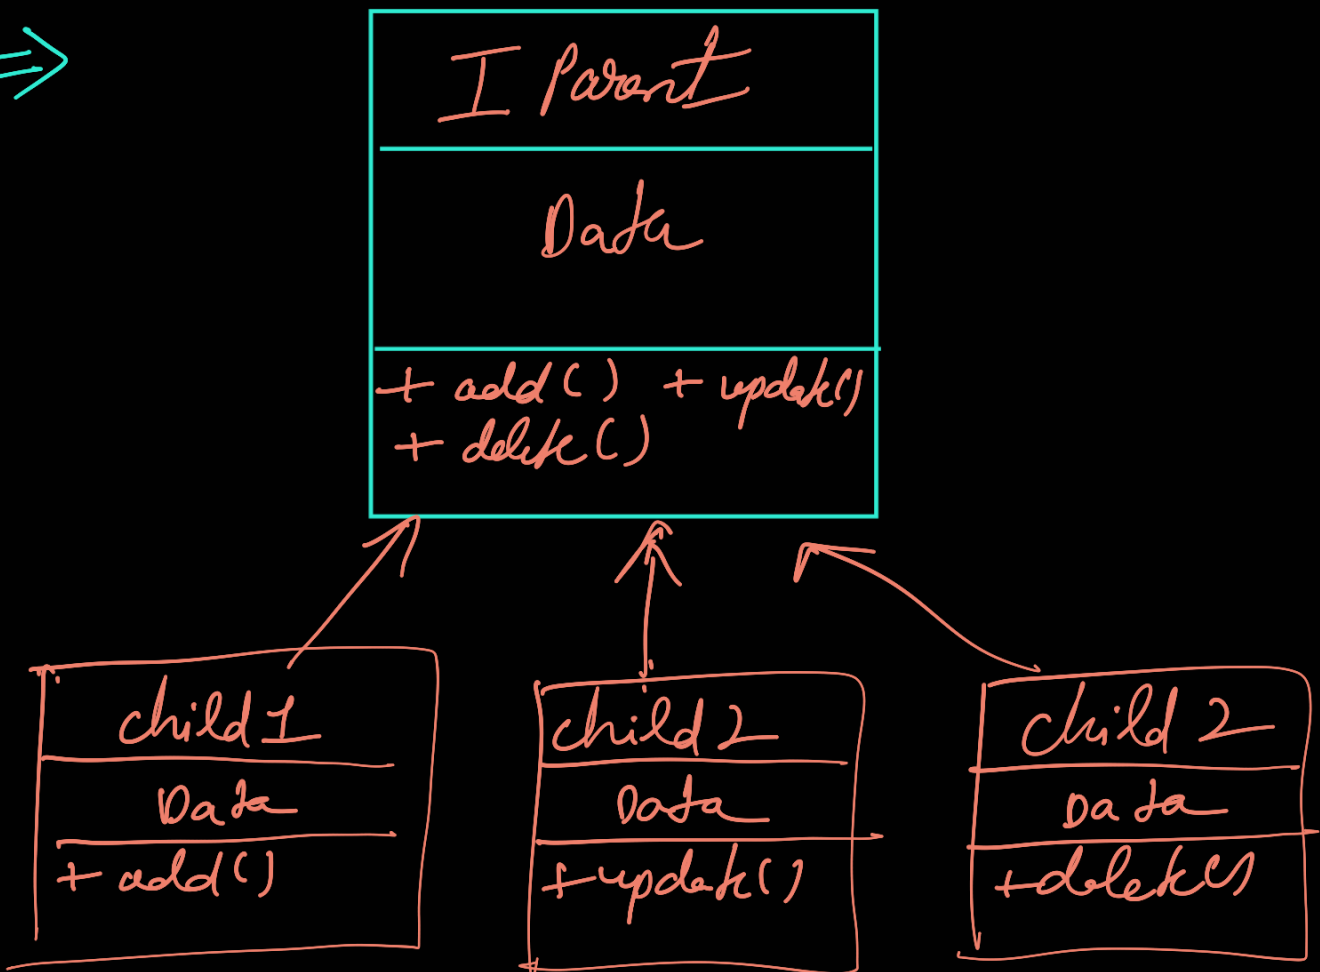 I Parent
Data
+ add() + update()
+ delete()
child 1
Data
+ add()
child 2
Data
+ update()
child 2
Data
+ delete()